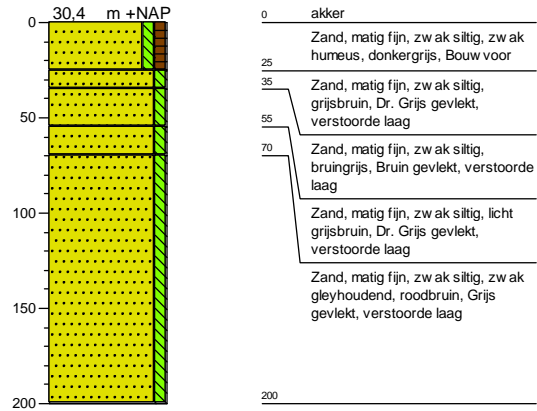 30,4 m +NAP
0
50
100
150
200
0 akker
Zand, matig fijn, zwak siltig, zwak
humeus, donkergrijs, Bouwvoor
25
35
Zand, matig fijn, zwak siltig,
grijsbruin, Dr. Grijs gevlekt,
verstoorde laag
55
Zand, matig fijn, zwak siltig,
bruingrijs, Bruin gevlekt, verstoorde
laag
70
Zand, matig fijn, zwak siltig, licht
grijsbruin, Dr. Grijs gevlekt,
verstoorde laag
Zand, matig fijn, zwak siltig, zwak
gleyhoudend, roodbruin, Grijs
gevlekt, verstoorde laag
200